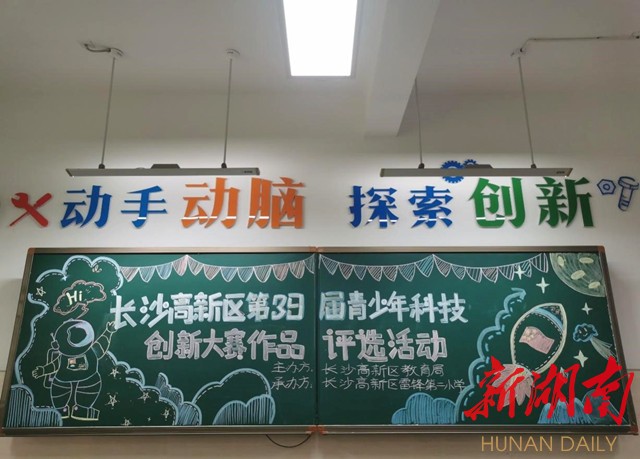 动手动脑 探索创新
Hi
长沙高新区第3届青少年科技
创新大赛作品 评选活动
主办方: 长沙高新区教育局
承办方: 长沙高新区雷锋第二小学
新湖南
HUNAN DAILY